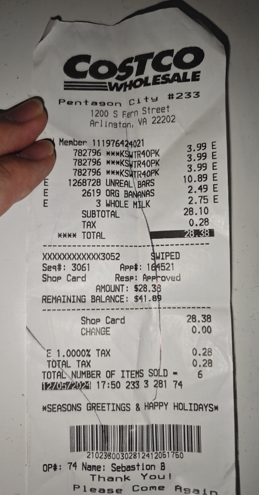 COSTCO
WHOLESALE
Pentagon City #233
1200 S Fern Street
Arlington, VA 22202
Member 111976424021
782796 ***KSWTR40PK 3.99 E
782796 ***KSWTR40PK 3.99 E
782796 ***KSWTR40PK 3.99 E
E 1268728 UNREAL BARS 10.89 E
E 2619 ORG BANANAS 2.49 E
E 3 WHOLE MILK 2.75 E
SUBTOTAL 28.10
TAX 0.28
**** TOTAL 28.38
XXXXXXXXXXXX3052 SWIPED
Seq#: 3061 App#: 164521
Shop Card Resp: Approved
AMOUNT: $28.38
REMAINING BALANCE: $41.09
Shop Card 28.38
CHANGE 0.00
E 1.0000% TAX 0.28
TOTAL TAX 0.28
TOTAL NUMBER OF ITEMS SOLD = 6
12/05/2024 17:50 233 3 281 74
*SEASONS GREETINGS & HAPPY HOLIDAYS*
OP#: 74 Name: Sebastion B
Thank You!
Please Come Again